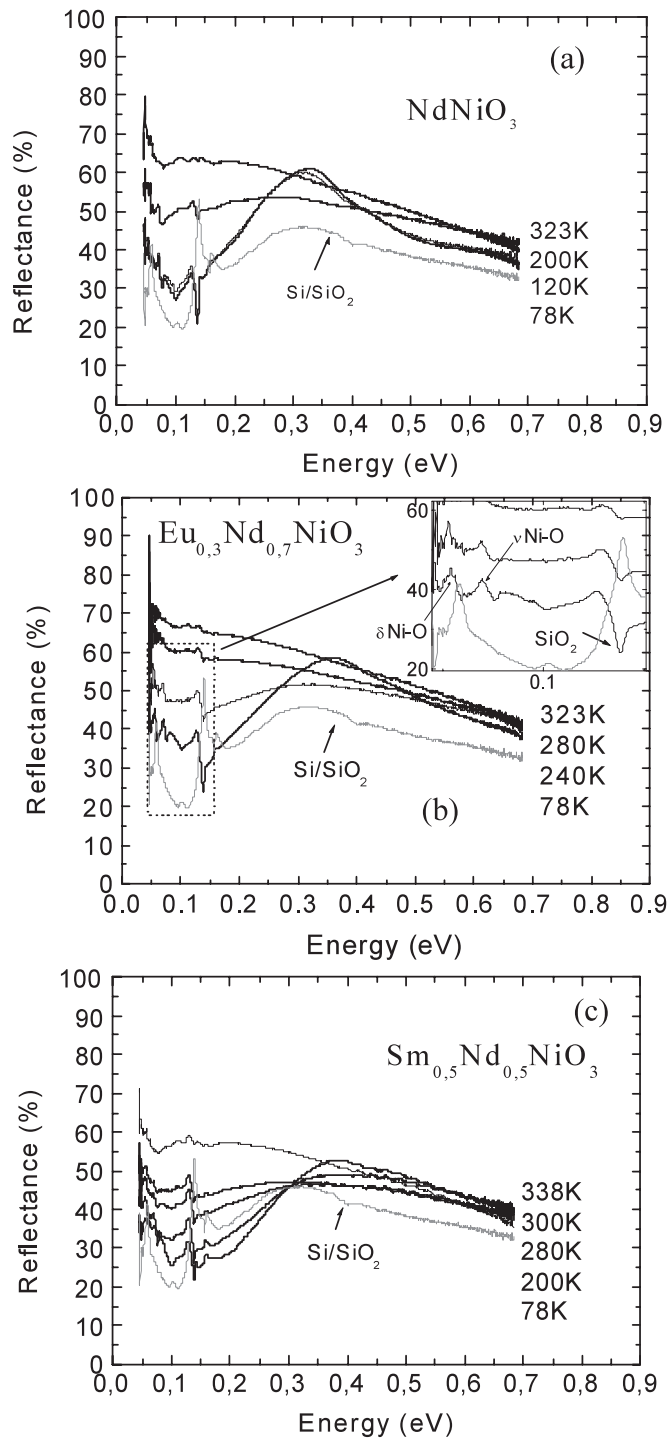 100
(a)
90
NdNiO3
80
70
60
50
40
30
20
10
0
Reflectance (%)
323K
200K
120K
78K
Si/SiO2
0,0 0,1 0,2 0,3 0,4 0,5 0,6 0,7 0,8 0,9
Energy (eV)
100
90
Eu0,3Nd0,7NiO3
80
70
60
50
40
30
20
10
0
Reflectance (%)
60
40
20
νNi-O
δNi-O
SiO2
0.1
323K
280K
240K
78K
Si/SiO2
(b)
0.0 0.1 0.2 0.3 0.4 0.5 0.6 0.7 0.8 0.9
Energy (eV)
100
(c)
90
80
Sm0,5Nd0,5NiO3
70
60
50
40
30
20
10
0
Reflectance (%)
338K
300K
280K
200K
78K
Si/SiO2
0,0 0,1 0,2 0,3 0,4 0,5 0,6 0,7 0,8 0,9
Energy (eV)